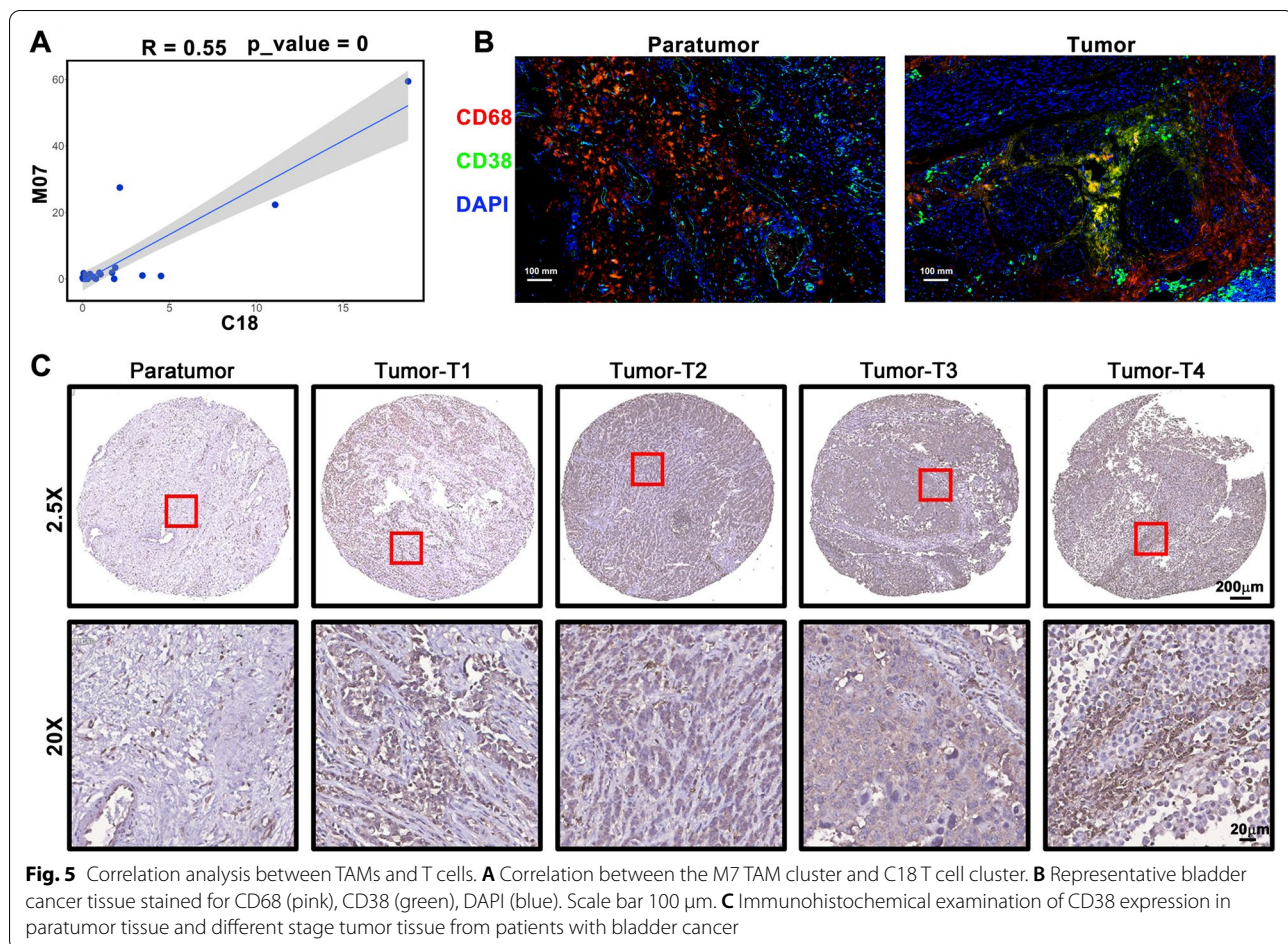 A
R = 0.55 p_value = 0
M07
60
40
20
0
0 5 10 15
C18
B
Paratumor Tumor
CD68
CD38
DAPI
100 mm 100 mm
C
Paratumor Tumor-T1 Tumor-T2 Tumor-T3 Tumor-T4
2.5X
200μm
20X
20μm
Fig. 5 Correlation analysis between TAMs and T cells. A Correlation between the M7 TAM cluster and C18 T cell cluster. B Representative bladder
cancer tissue stained for CD68 (pink), CD38 (green), DAPI (blue). Scale bar 100 μm. C Immunohistochemical examination of CD38 expression in
paratumor tissue and different stage tumor tissue from patients with bladder cancer